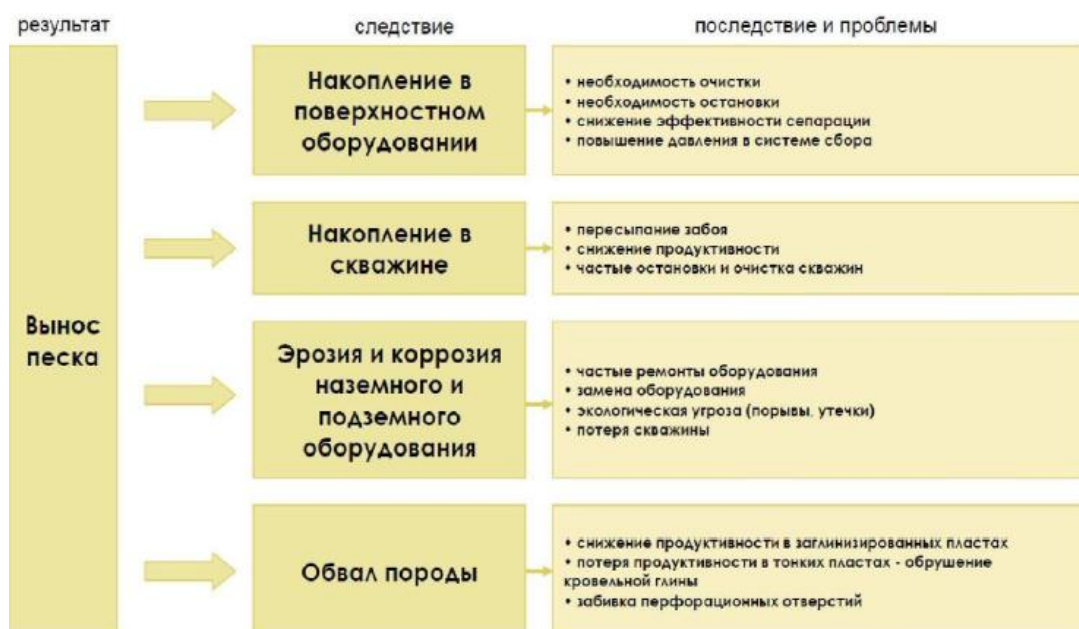 результат
следствие
последствие и проблемы
Вынос
песка
Накопление в
поверхностном
оборудовании
• необходимость очистки
• необходимость остановки
• снижение эффективности сепарации
• повышение давления в системе сбора
Накопление в
скважине
• пересыпание забоя
• снижение продуктивности
• частые остановки и очистка скважин
Эрозия и коррозия
наземного и
подземного
оборудования
• частые ремонты оборудования
• замена оборудования
• экологическая угроза (порывы, утечки)
• потеря скважины
Обвал породы
• снижение продуктивности в заглинизированных пластах
• потеря продуктивности в тонких пластах - обрушение
кровельной глины
• забивка перфорационных отверстий